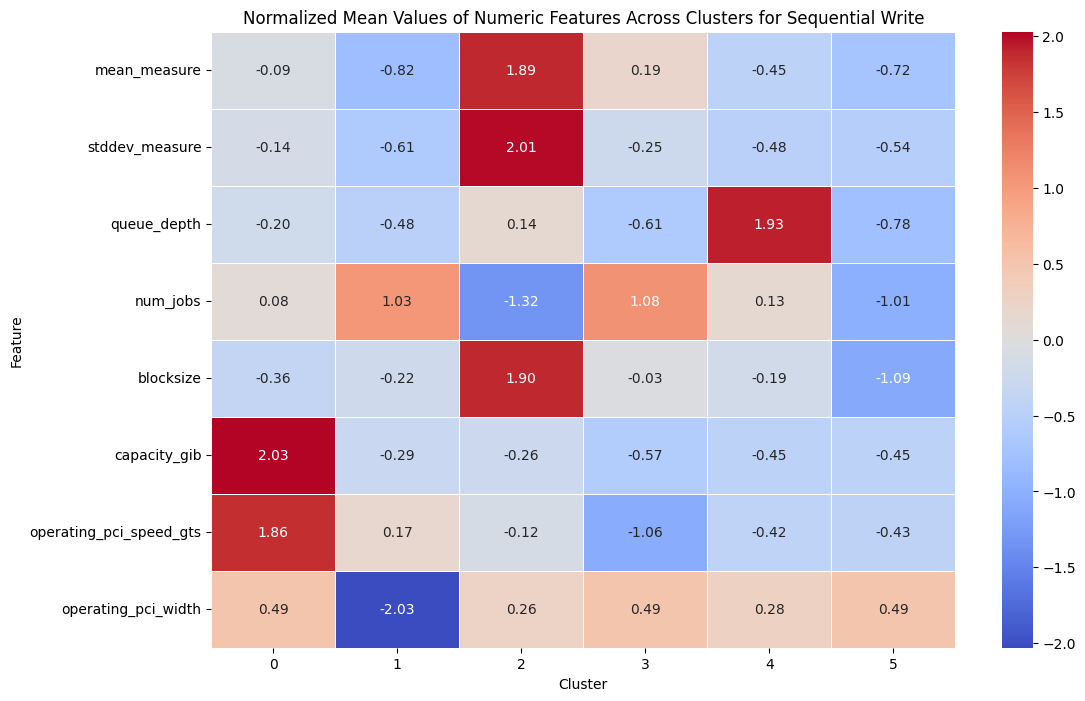 Normalized Mean Values of Numeric Features Across Clusters for Sequential Write
Feature
mean_measure -0.09 -0.82 1.89 0.19 -0.45 -0.72
stddev_measure -0.14 -0.61 2.01 -0.25 -0.48 -0.54
queue_depth -0.20 -0.48 0.14 -0.61 1.93 -0.78
num_jobs 0.08 1.03 -1.32 1.08 0.13 -1.01
blocksize -0.36 -0.22 1.90 -0.03 -0.19 -1.09
capacity_gib 2.03 -0.29 -0.26 -0.57 -0.45 -0.45
operating_pci_speed_gts 1.86 0.17 -0.12 -1.06 -0.42 -0.43
operating_pci_width 0.49 -2.03 0.26 0.49 0.28 0.49
0 1 2 3 4 5
Cluster
2.0
1.5
1.0
0.5
0.0
−0.5
−1.0
−1.5
−2.0